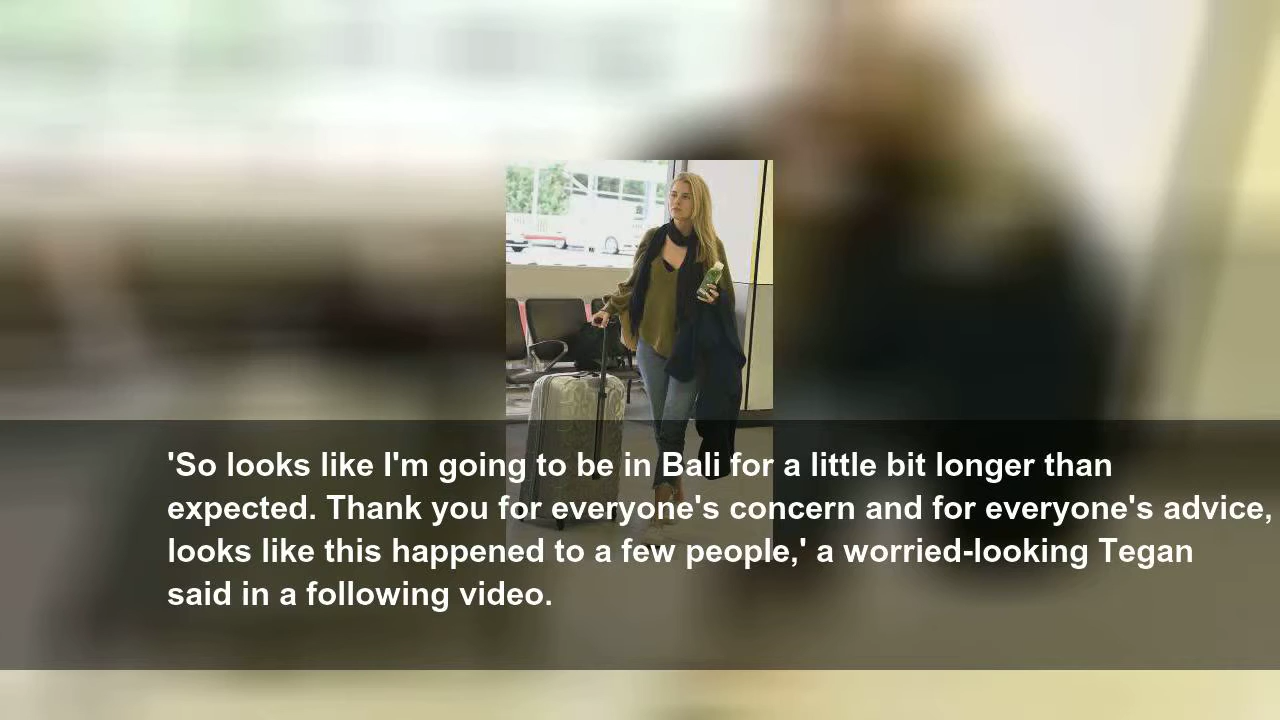 'So looks like I'm going to be in Bali for a little bit longer than
expected. Thank you for everyone's concern and for everyone's advice,
looks like this happened to a few people,' a worried-looking Tegan
said in a following video.